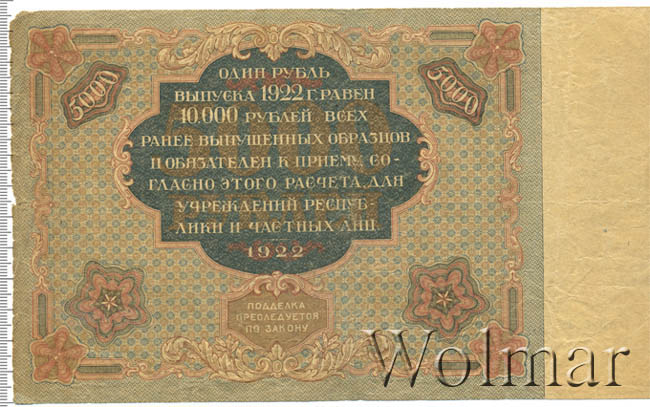 Wolmar
5000
5000
ОДИН РУБЛЬ
ВЫПУСКА 1922 Г. РАВЕН
10.000 РУБЛЕЙ ВСЕХ
РАНЕЕ ВЫПУЩЕННЫХ ОБРАЗЦОВ
И ОБЯЗАТЕЛЕН К ПРИЕМУ, СО-
ГЛАСНО ЭТОГО РАСЧЕТА, ДЛЯ
УЧРЕЖДЕНИЙ РЕСПУБ-
ЛИКИ И ЧАСТНЫХ ЛИЦ.
1922
ПОДДЕЛКА
ПРЕСЛЕДУЕТСЯ
ПО ЗАКОНУ
Wolmar